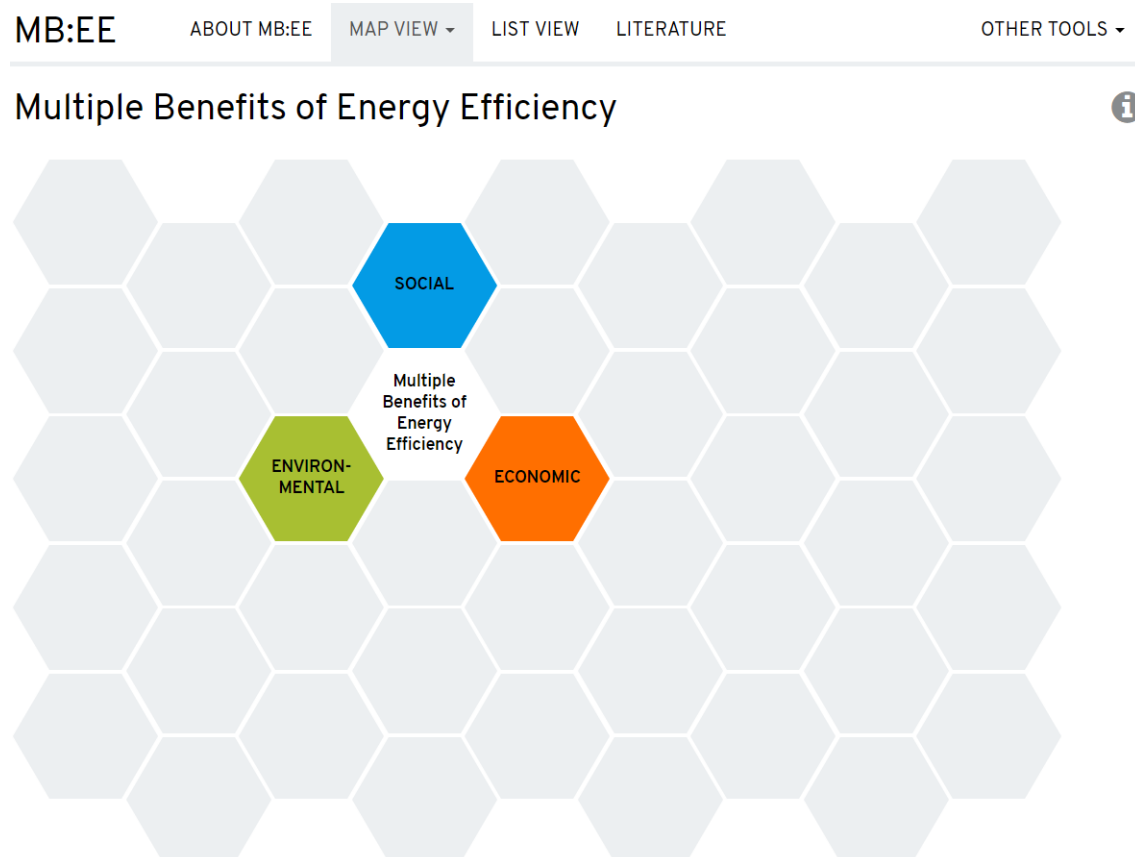 MB:EE ABOUT MB:EE MAP VIEW LIST VIEW LITERATURE OTHER TOOLS
Multiple Benefits of Energy Efficiency
SOCIAL
Multiple
Benefits of
Energy
Efficiency
ENVIRON-
MENTAL
ECONOMIC